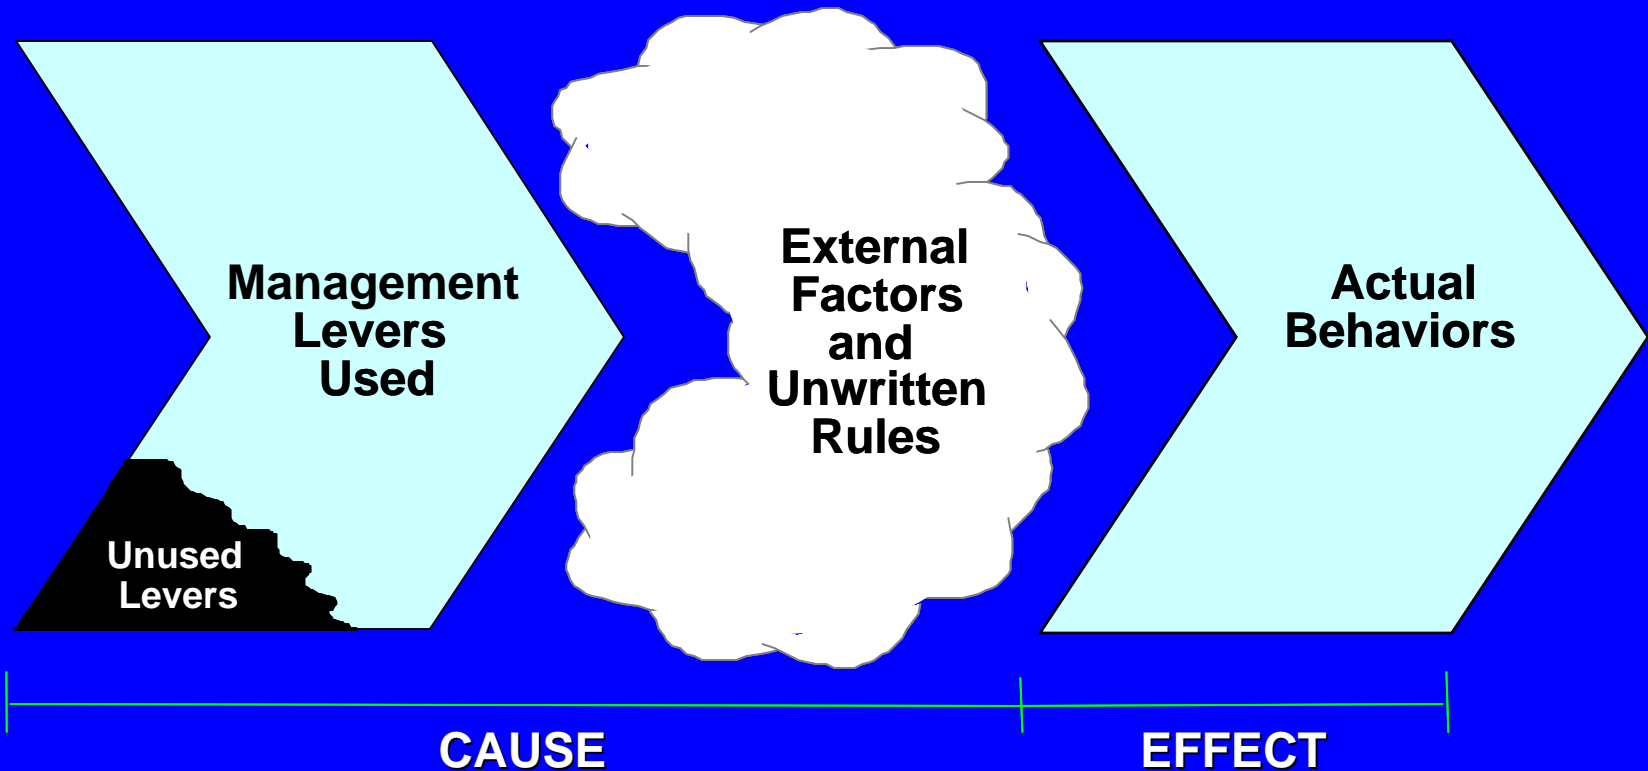 Management
Levers
Used
Unused
Levers
External
Factors
and
Unwritten
Rules
Actual
Behaviors
CAUSE
EFFECT